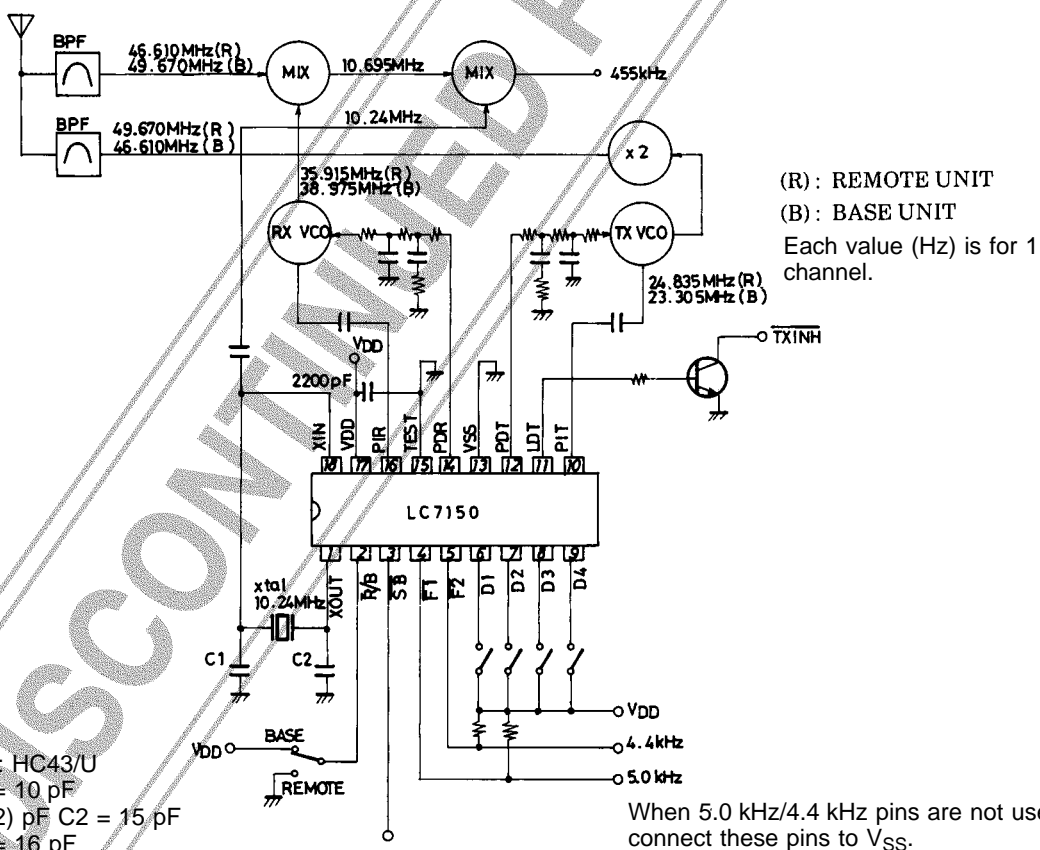 BPF
46.610MHz(R)
49.670MHz(B)
MIX
10.695MHz
MIX
455kHz
10.24MHz
BPF
49.670MHz(R)
46.610MHz(B)
x 2
35.915MHz(R)
38.975MHz(B)
(R): REMOTE UNIT
(B): BASE UNIT
Each value (Hz) is for 1
channel.
RX VCO
TX VCO
24.835MHz(R)
23.305MHz(B)
TXINH
VDD
2200pF
XIN
VDD
PIR
TEST
PDR
VSS
PDT
LDT
PIT
18 17 16 15 14 13 12 11 10
LC7150
1 2 3 4 5 6 7 8 9
XOUT
R/B
SB
F1
F2
D1
D2
D3
D4
xtal
10.24MHz
C1
C2
VDD
BASE
REMOTE
VDD
4.4kHz
5.0kHz
: HC43/U
= 10 pF
2) pF C2 = 15 pF
= 16 pF
When 5.0 kHz/4.4 kHz pins are not use
connect these pins to VSS.
DISCONTINUED P